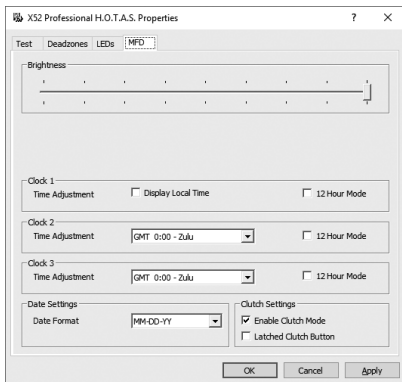 X52 Professional H.O.T.A.S. Properties ? X
Test Deadzones LEDs MFD
Brightness
Clock 1
Time Adjustment Display Local Time 12 Hour Mode
Clock 2
Time Adjustment GMT 0:00 - Zulu 12 Hour Mode
Clock 3
Time Adjustment GMT 0:00 - Zulu 12 Hour Mode
Date Settings Clutch Settings
Date Format MM-DD-YY Enable Clutch Mode
Latched Clutch Button
OK Cancel Apply